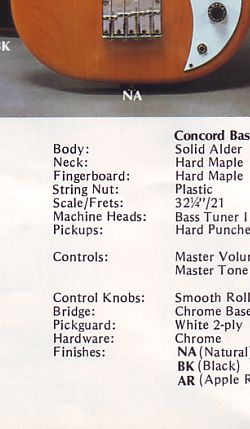 BK
NA
Concord Bas
Body: Solid Alder
Neck: Hard Maple
Fingerboard: Hard Maple
String Nut: Plastic
Scale/Frets: 32¼"/21
Machine Heads: Bass Tuner I
Pickups: Hard Punche
Controls: Master Volu
Master Tone
Control Knobs: Smooth Roll
Bridge: Chrome Base
Pickguard: White 2-ply
Hardware: Chrome
Finishes: NA (Natural)
BK (Black)
AR (Apple R